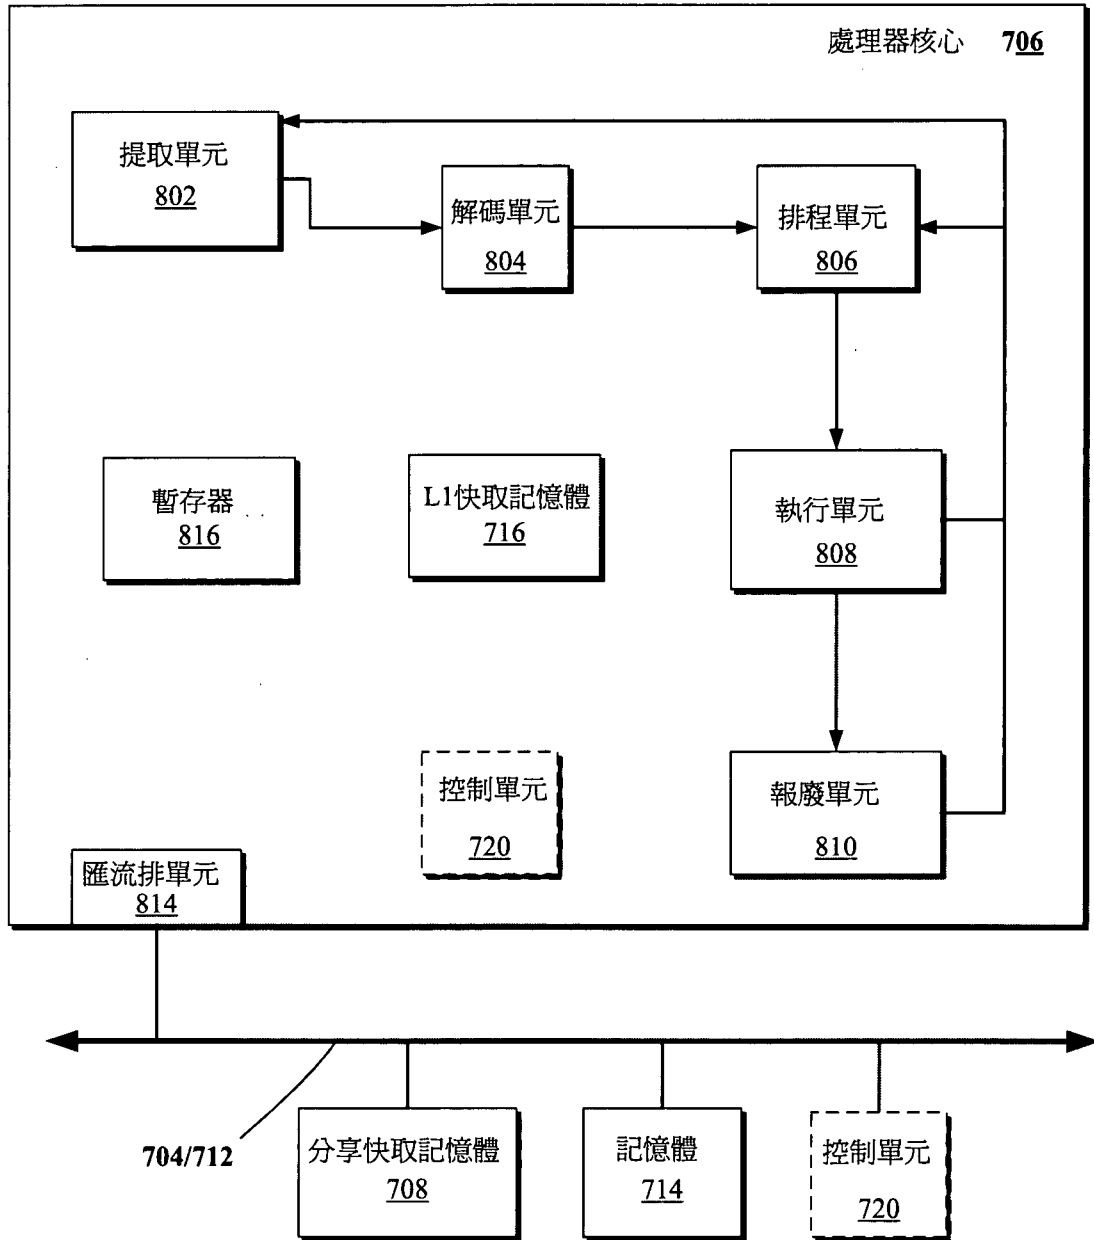 處理器核心 706
提取單元
802
解碼單元
804
排程單元
806
暫存器
816
L1快取記憶體
716
執行單元
808
控制單元
720
報廢單元
810
匯流排單元
814
704/712
分享快取記憶體
708
記憶體
714
控制單元
720